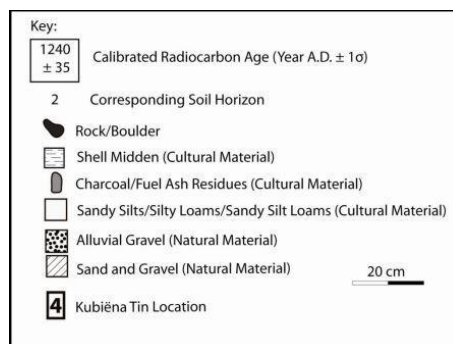 Key:
1240
± 35
Calibrated Radiocarbon Age (Year A.D. ± 1σ)
2 Corresponding Soil Horizon
Rock/Boulder
Shell Midden (Cultural Material)
Charcoal/Fuel Ash Residues (Cultural Material)
Sandy Silts/Silty Loams/Sandy Silt Loams (Cultural Material)
Alluvial Gravel (Natural Material)
Sand and Gravel (Natural Material)
20 cm
4 Kubiëna Tin Location